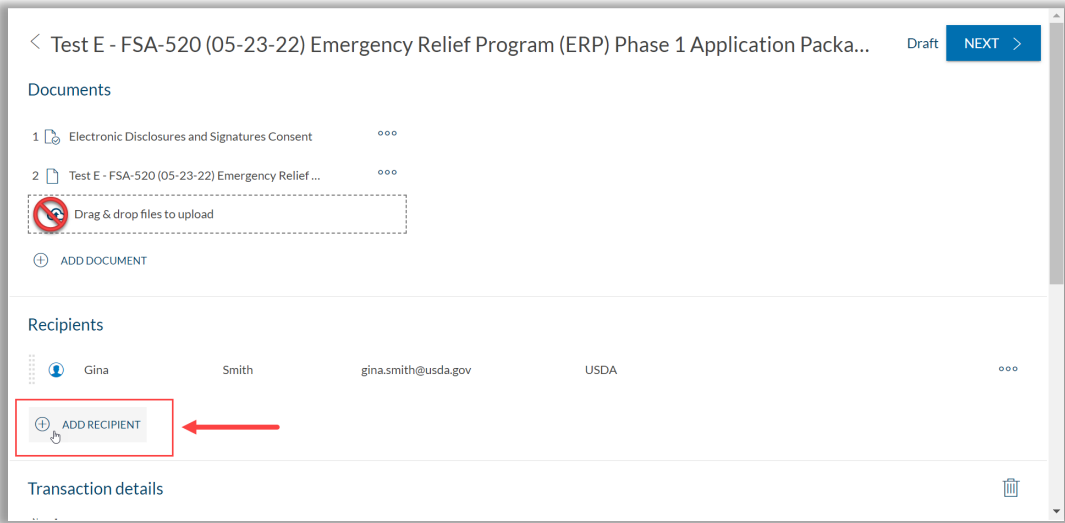 Test E - FSA-520 (05-23-22) Emergency Relief Program (ERP) Phase 1 Application Packa... Draft NEXT
Documents
1 Electronic Disclosures and Signatures Consent
2 Test E - FSA-520 (05-23-22) Emergency Relief ...
Drag & drop files to upload
ADD DOCUMENT
Recipients
Gina Smith gina.smith@usda.gov USDA
ADD RECIPIENT
Transaction details